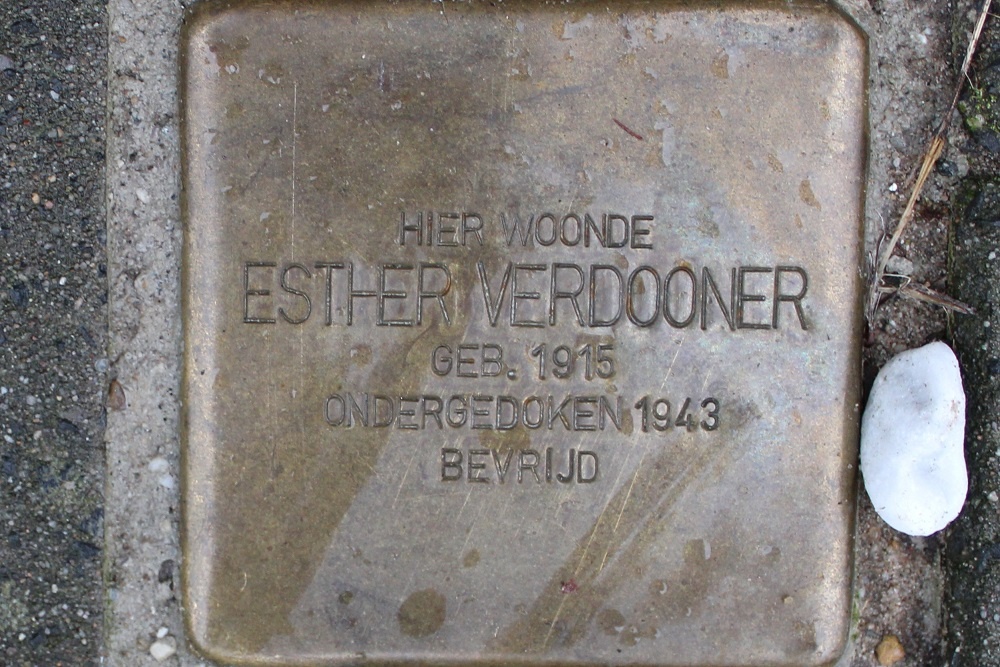 HIER WOONDE
ESTHER VERDOONER
GEB. 1915
ONDERGEDOKEN 1943
BEVRIJD